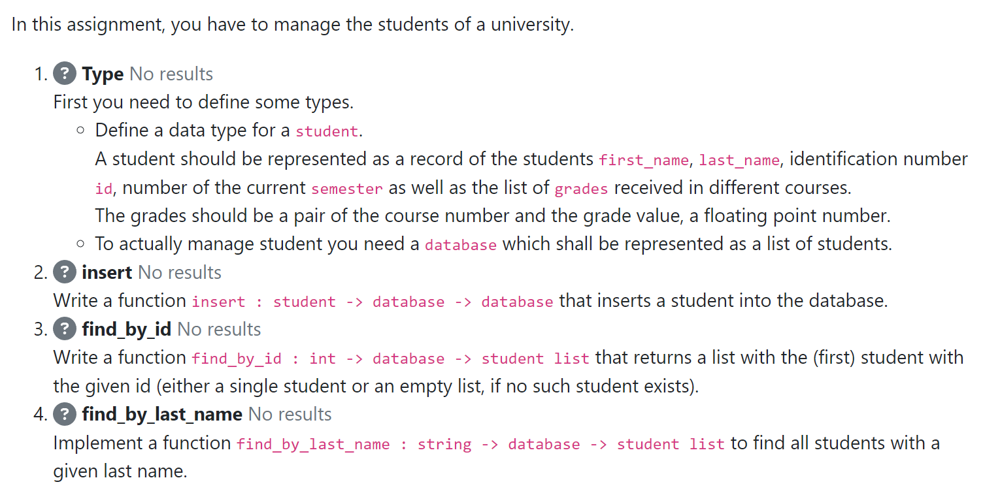 In this assignment, you have to manage the students of a university.
1. ? Type No results
First you need to define some types.
○ Define a data type for a student.
A student should be represented as a record of the students first_name, last_name, identification number
id, number of the current semester as well as the list of grades received in different courses.
The grades should be a pair of the course number and the grade value, a floating point number.
○ To actually manage student you need a database which shall be represented as a list of students.
2. ? insert No results
Write a function insert : student -> database -> database that inserts a student into the database.
3. ? find_by_id No results
Write a function find_by_id : int -> database -> student list that returns a list with the (first) student with
the given id (either a single student or an empty list, if no such student exists).
4. ? find_by_last_name No results
Implement a function find_by_last_name : string -> database -> student list to find all students with a
given last name.